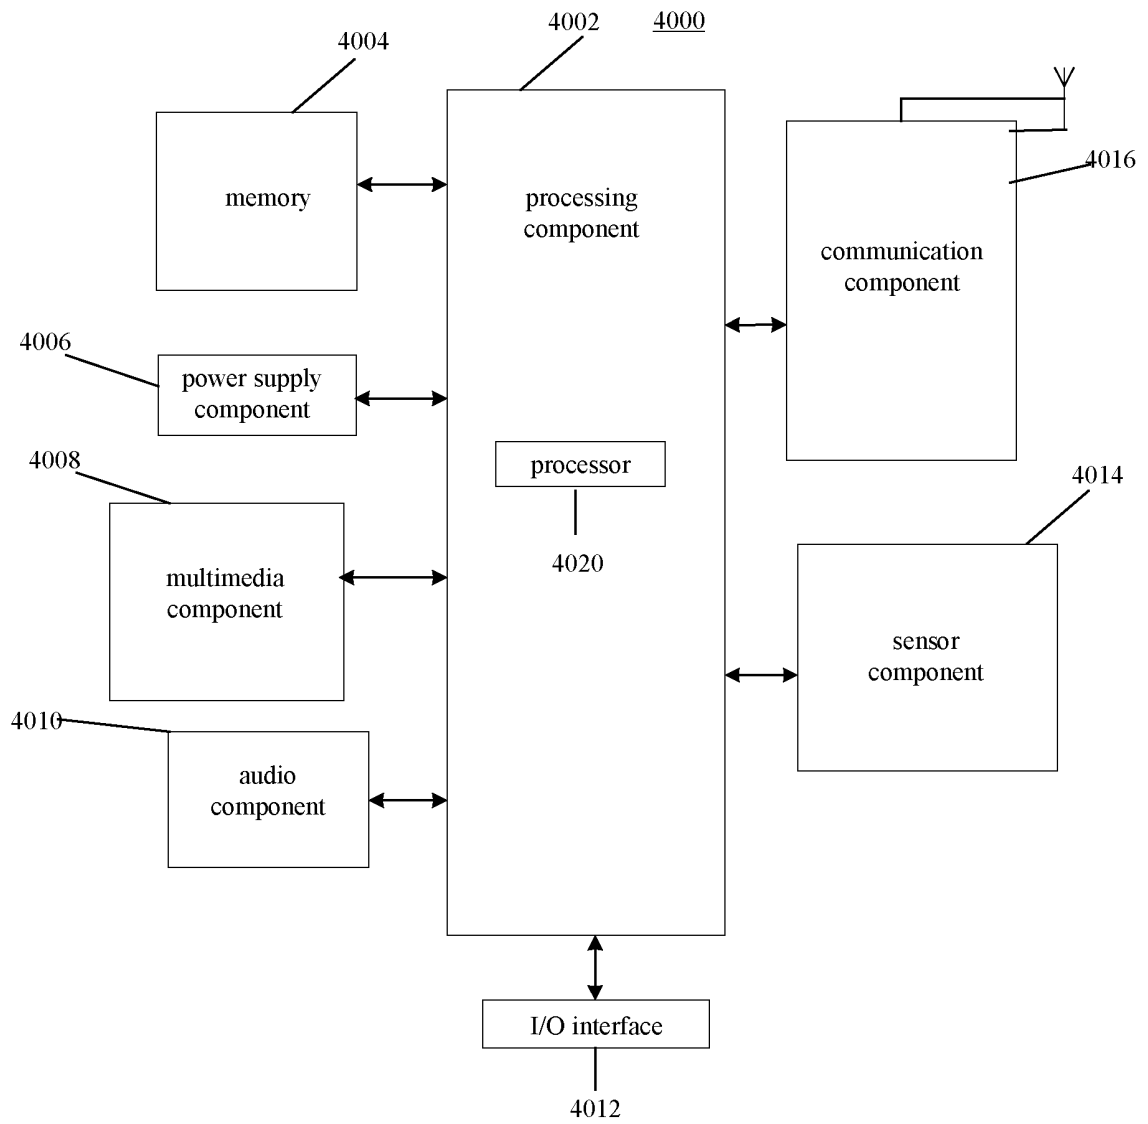 4002
4000
4004
4016
memory
processing
component
communication
component
4006
power supply
component
4008
processor
4014
4020
multimedia
component
sensor
component
4010
audio
component
I/O interface
4012